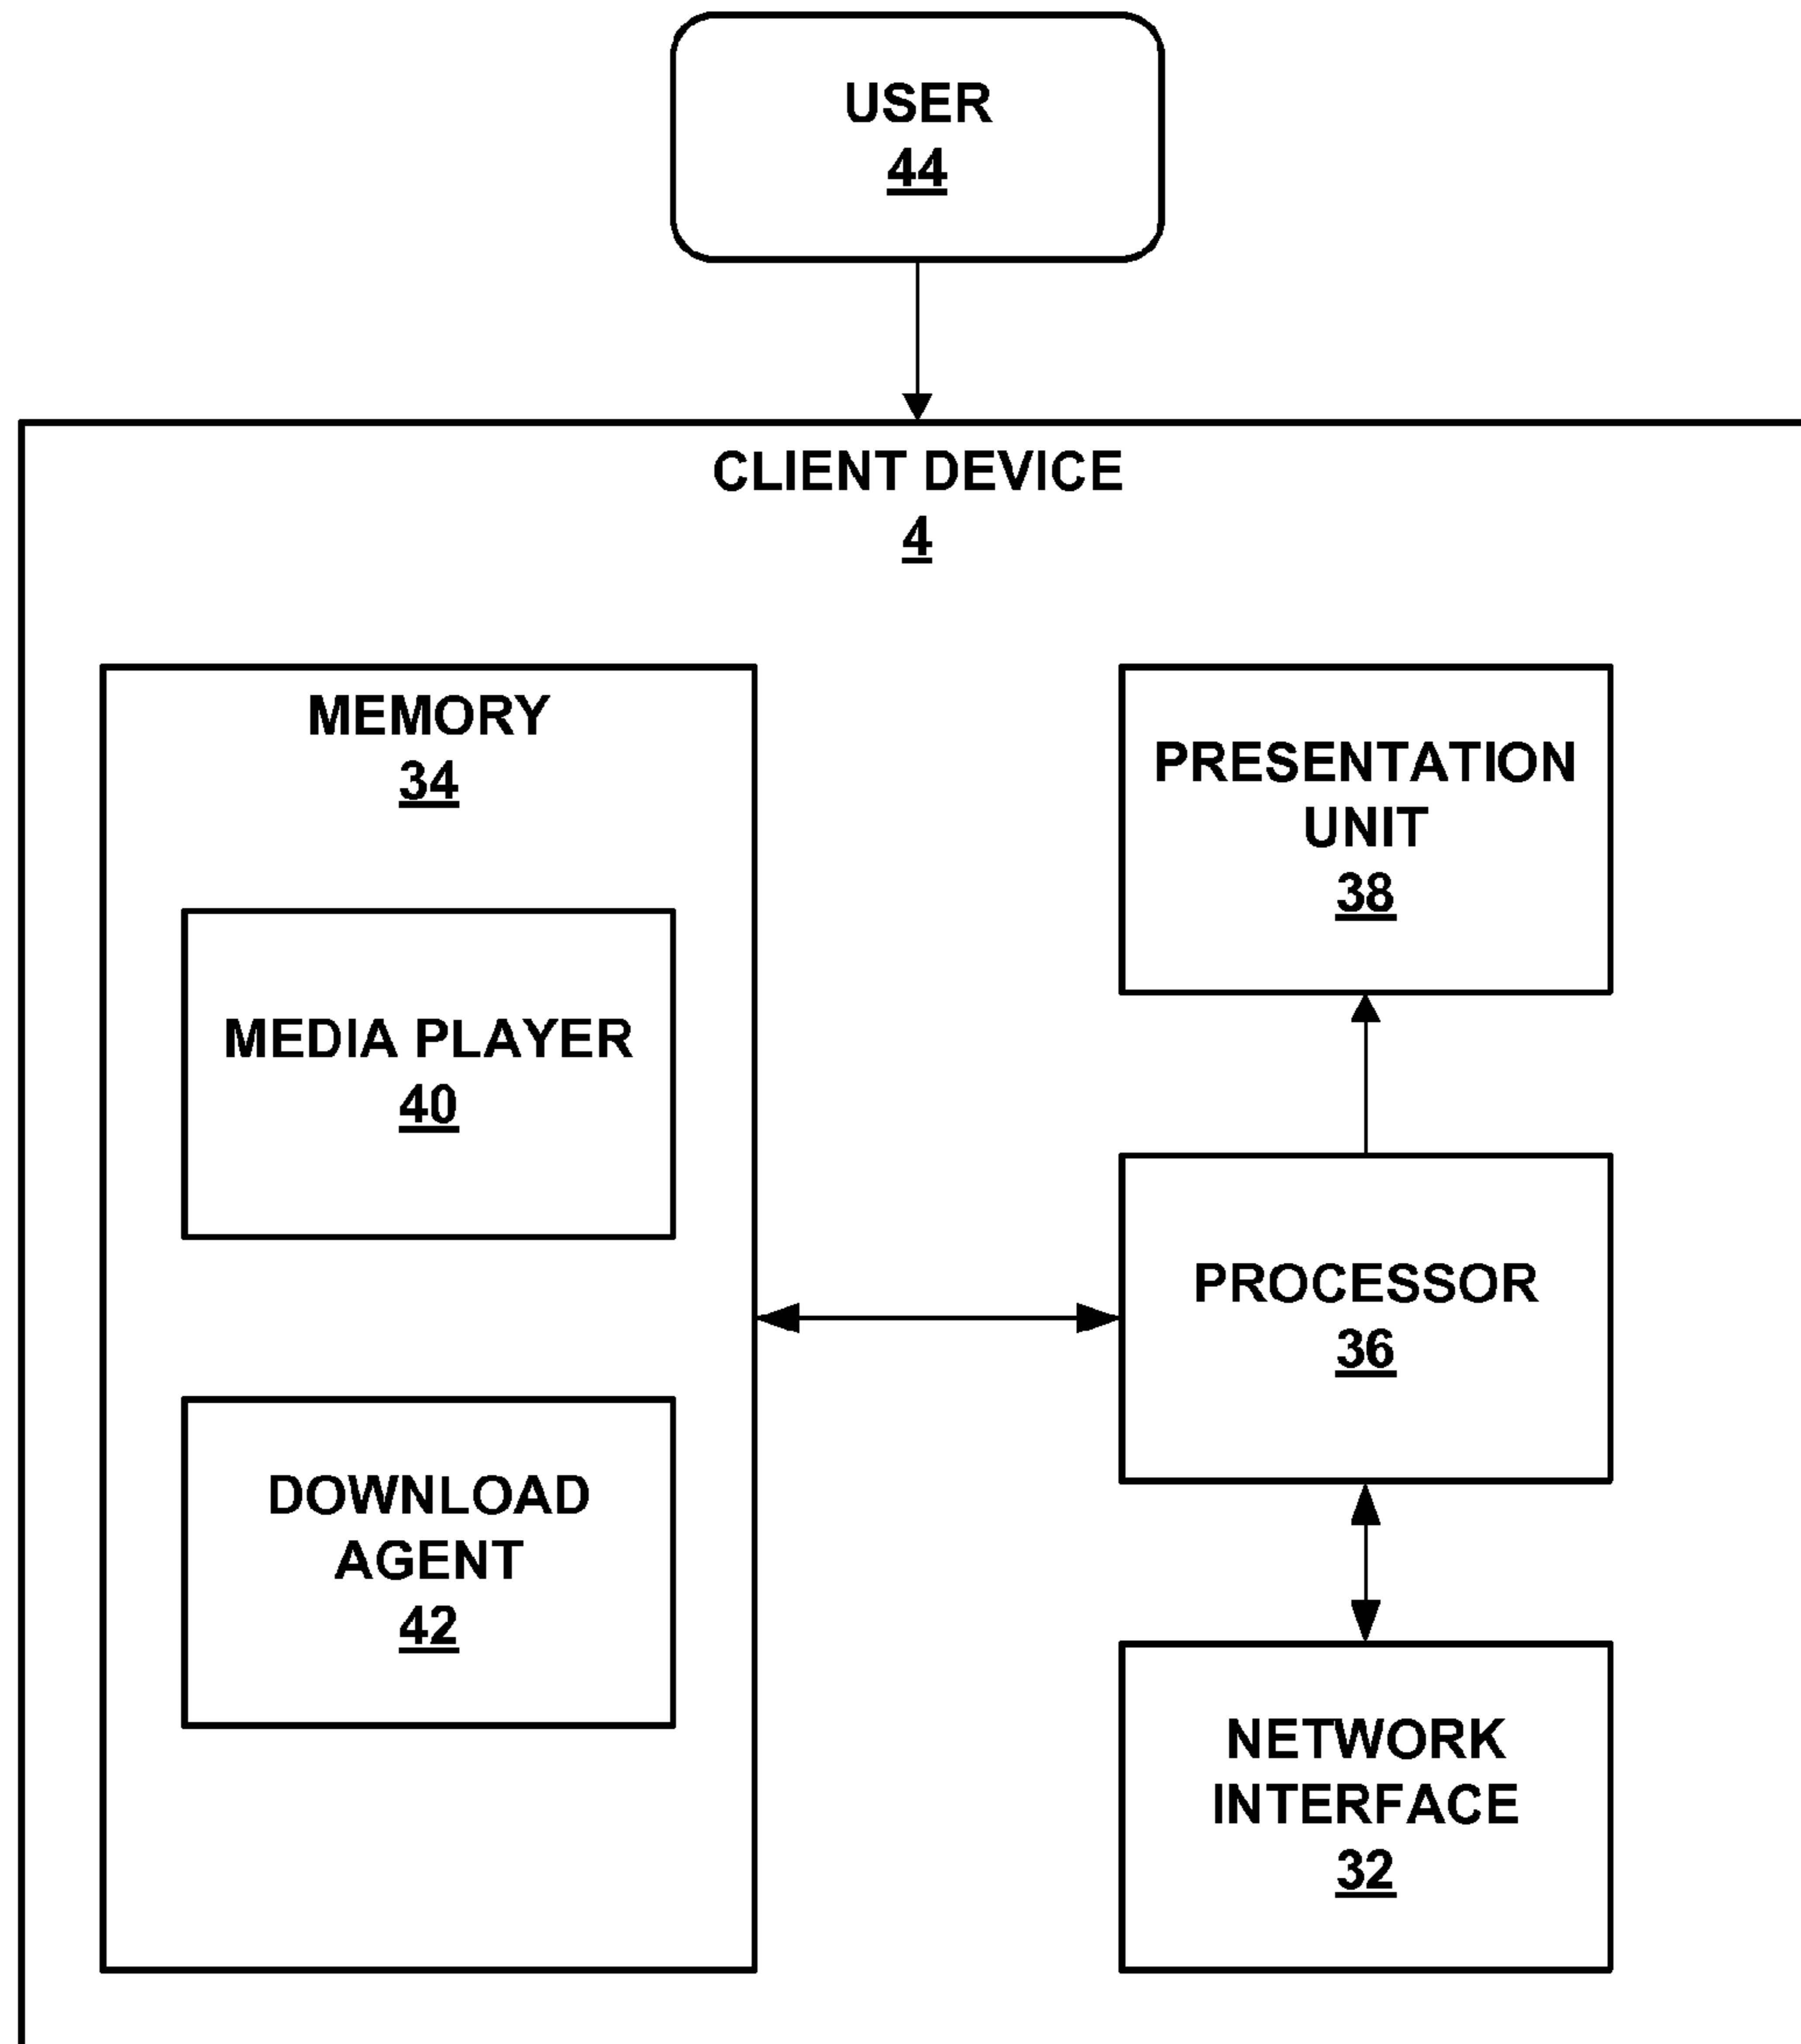 USER
44
CLIENT DEVICE
4
MEMORY
34
MEDIA PLAYER
40
DOWNLOAD
AGENT
42
PRESENTATION
UNIT
38
PROCESSOR
36
NETWORK
INTERFACE
32